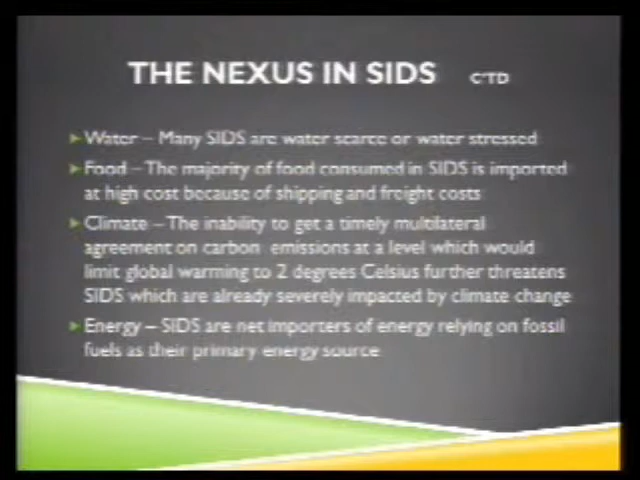 THE NEXUS IN SIDS C'TD
Water – Many SIDS are water scarce or water stressed
Food – The majority of food consumed in SIDS is imported
at high cost because of shipping and freight costs
Climate – The inability to get a timely multilateral
agreement on carbon emissions at a level which would
limit global warming to 2 degrees Celsius further threatens
SIDS which are already severely impacted by climate change
Energy – SIDS are net importers of energy relying on fossil
fuels as their primary energy source